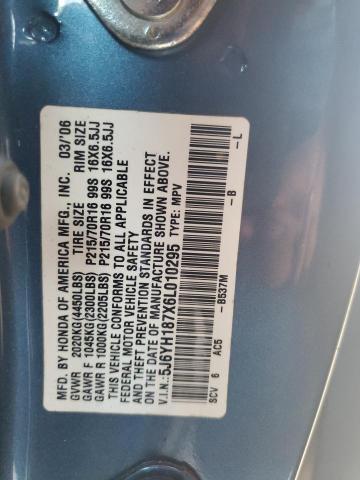 MFD. BY HONDA OF AMERICA MFG., INC. 03/'06
GVWR 2020KG(4450LBS) TIRE SIZE RIM SIZE
GAWR F 1045KG(2300LBS) P215/70R16 99S 16X6.5JJ
GAWR R 1000KG(2205LBS) P215/70R16 99S 16X6.5JJ
THIS VEHICLE CONFORMS TO ALL APPLICABLE
FEDERAL MOTOR VEHICLE SAFETY
AND THEFT PREVENTION STANDARDS IN EFFECT
ON THE DATE OF MANUFACTURE SHOWN ABOVE.
V.I.N.:5J6YH187X6L010295 TYPE: MPV
SCV 6 AC5 -B537M -B -L